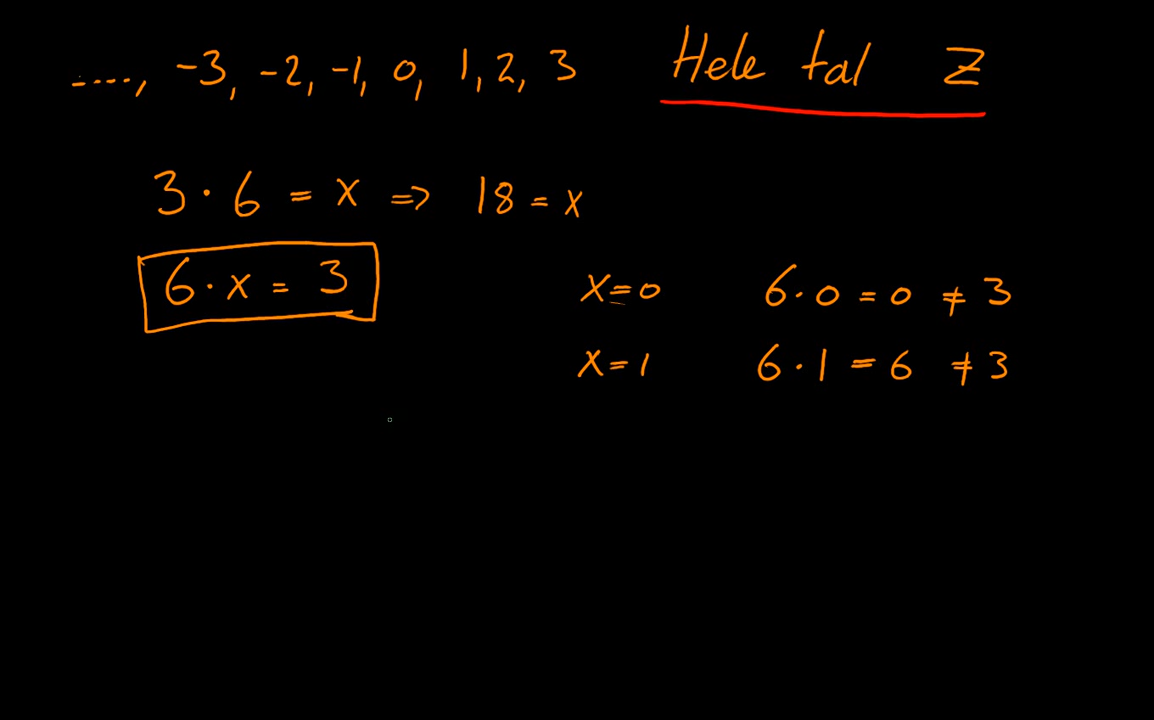 ....., -3, -2, -1, 0, 1, 2, 3 Hele tal Z
3 · 6 = x => 18 = x
6 · x = 3
x = 0 6 · 0 = 0 ≠ 3
x = 1 6 · 1 = 6 ≠ 3